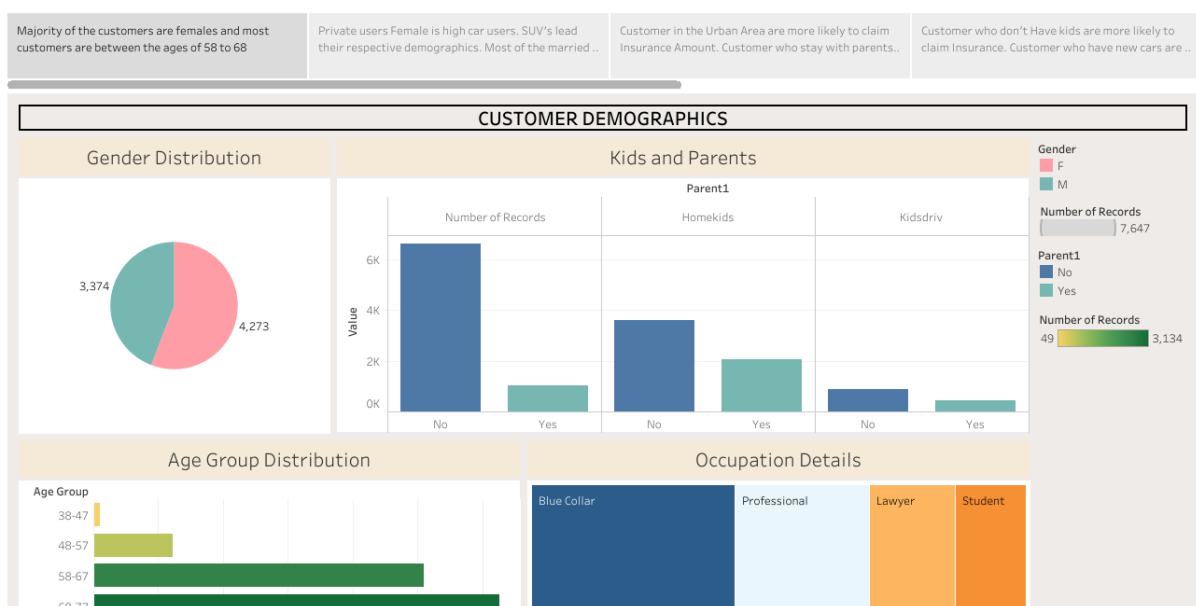 Majority of the customers are females and most
customers are between the ages of 58 to 68
Private users Female is high car users. SUV's lead
their respective demographics. Most of the married ..
Customer in the Urban Area are more likely to claim
Insurance Amount. Customer who stay with parents..
Customer who don't Have kids are more likely to
claim Insurance. Customer who have new cars are ..
CUSTOMER DEMOGRAPHICS
Gender Distribution
3,374
4,273
Kids and Parents
Parent1
Number of Records
Homekids
Kidsdriv
Value
6K
4K
2K
0K
No
Yes
No
Yes
No
Yes
Gender
F
M
Number of Records
7,647
Parent1
No
Yes
Number of Records
49
3,134
Age Group Distribution
Age Group
38-47
48-57
58-67
68-77
Occupation Details
Blue Collar
Professional
Lawyer
Student